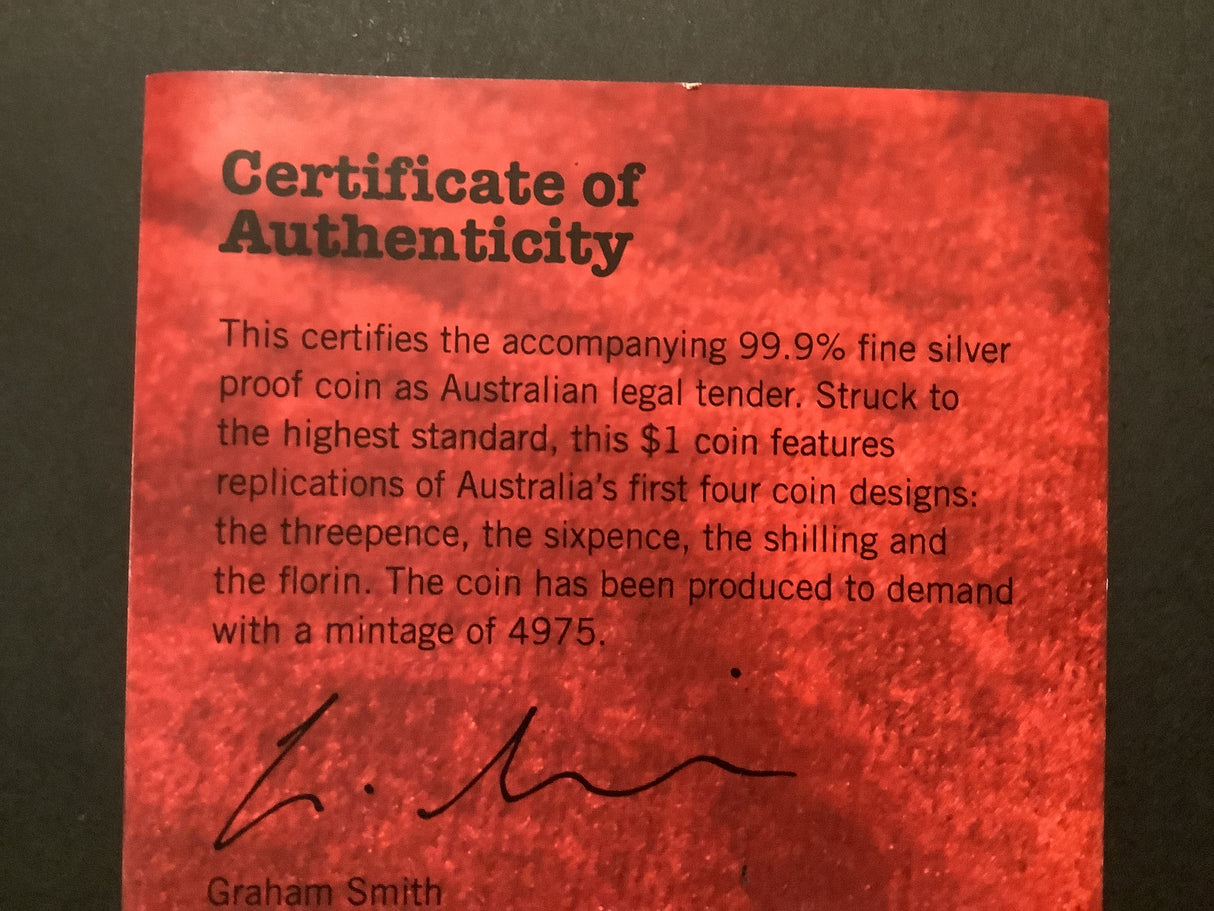 Certificate of
Authenticity
This certifies the accompanying 99.9% fine silver
proof coin as Australian legal tender. Struck to
the highest standard, this $1 coin features
replications of Australia's first four coin designs:
the threepence, the sixpence, the shilling and
the florin. The coin has been produced to demand
with a mintage of 4975.
Graham Smith